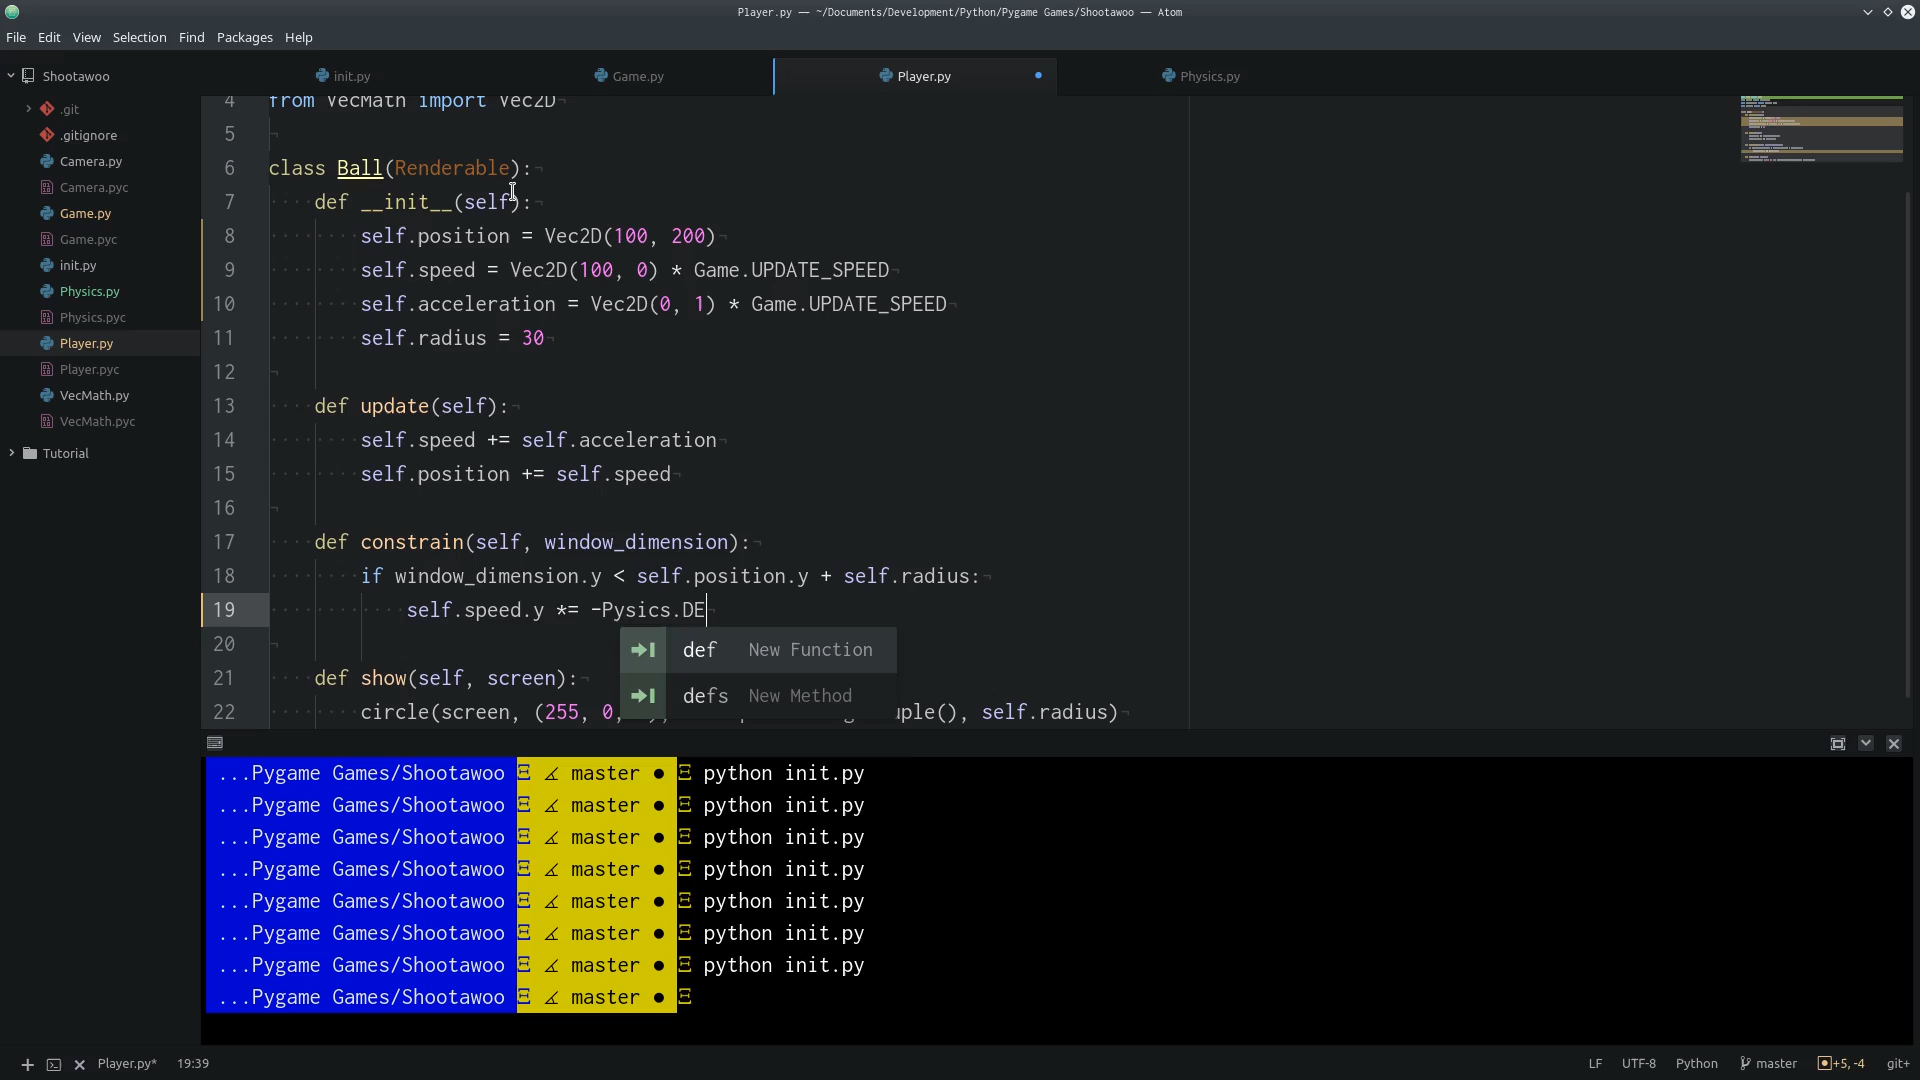 Player.py — ~/Documents/Development/Python/Pygame Games/Shootawoo — Atom
File Edit View Selection Find Packages Help
Shootawoo
.git
.gitignore
Camera.py
Camera.pyc
Game.py
Game.pyc
init.py
Physics.py
Physics.pyc
Player.py
Player.pyc
VecMath.py
VecMath.pyc
Tutorial
init.py Game.py Player.py Physics.py
4 from VecMath import Vec2D
5
6 class Ball(Renderable):
7 def __init__(self):
8 self.position = Vec2D(100, 200)
9 self.speed = Vec2D(100, 0) * Game.UPDATE_SPEED
10 self.acceleration = Vec2D(0, 1) * Game.UPDATE_SPEED
11 self.radius = 30
12
13 def update(self):
14 self.speed += self.acceleration
15 self.position += self.speed
16
17 def constrain(self, window_dimension):
18 if window_dimension.y < self.position.y + self.radius:
19 self.speed.y *= -Pysics.DE
def New Function
20
defs New Method
21 def show(self, screen):
22 circle(screen, (255, 0, uple(), self.radius)
...Pygame Games/Shootawoo Ξ ∡ master ● Ξ python init.py
...Pygame Games/Shootawoo Ξ ∡ master ● Ξ python init.py
...Pygame Games/Shootawoo Ξ ∡ master ● Ξ python init.py
...Pygame Games/Shootawoo Ξ ∡ master ● Ξ python init.py
...Pygame Games/Shootawoo Ξ ∡ master ● Ξ python init.py
...Pygame Games/Shootawoo Ξ ∡ master ● Ξ python init.py
...Pygame Games/Shootawoo Ξ ∡ master ● Ξ python init.py
...Pygame Games/Shootawoo Ξ ∡ master ● Ξ
Player.py* 19:39 LF UTF-8 Python master +5, -4 git+